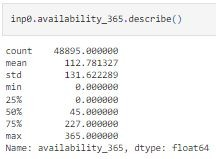 inp0.availability_365.describe()
count    48895.000000
mean       112.781327
std        131.622289
min          0.000000
25%          0.000000
50%         45.000000
75%        227.000000
max        365.000000
Name: availability_365, dtype: float64